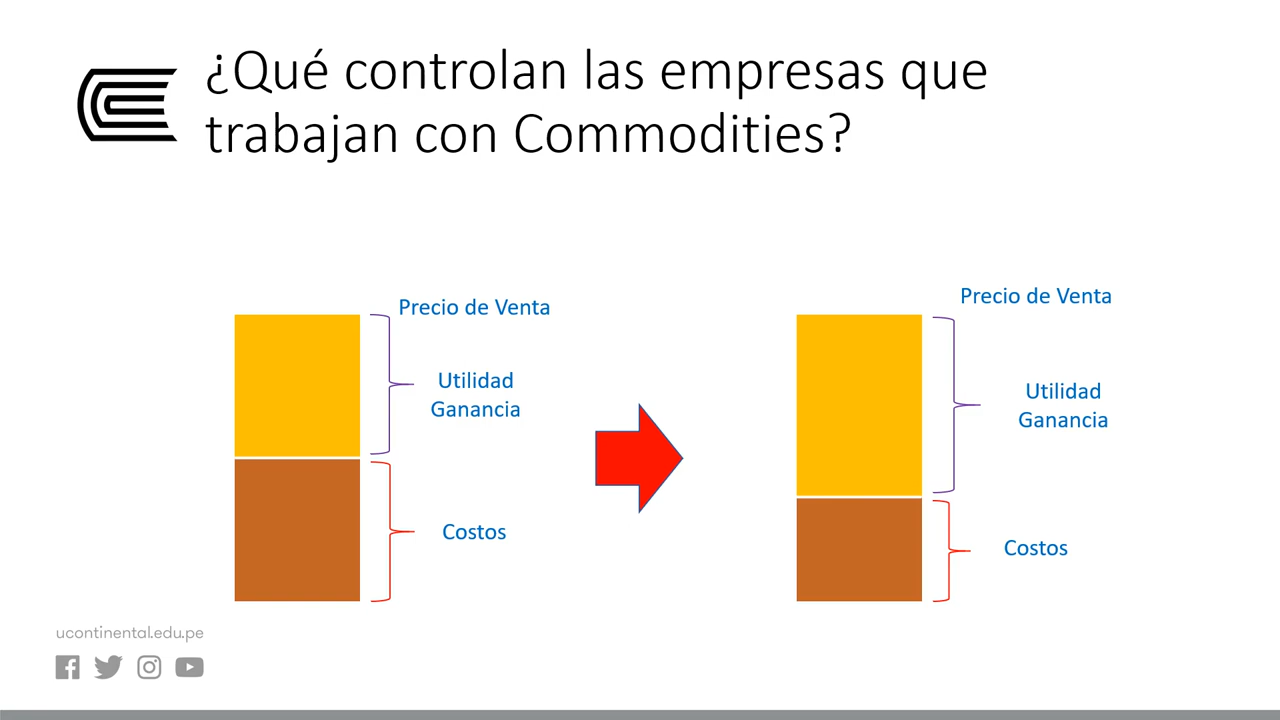 ¿Qué controlan las empresas que
trabajan con Commodities?
Precio de Venta
Utilidad
Ganancia
Costos
Precio de Venta
Utilidad
Ganancia
Costos
ucontinental.edu.pe